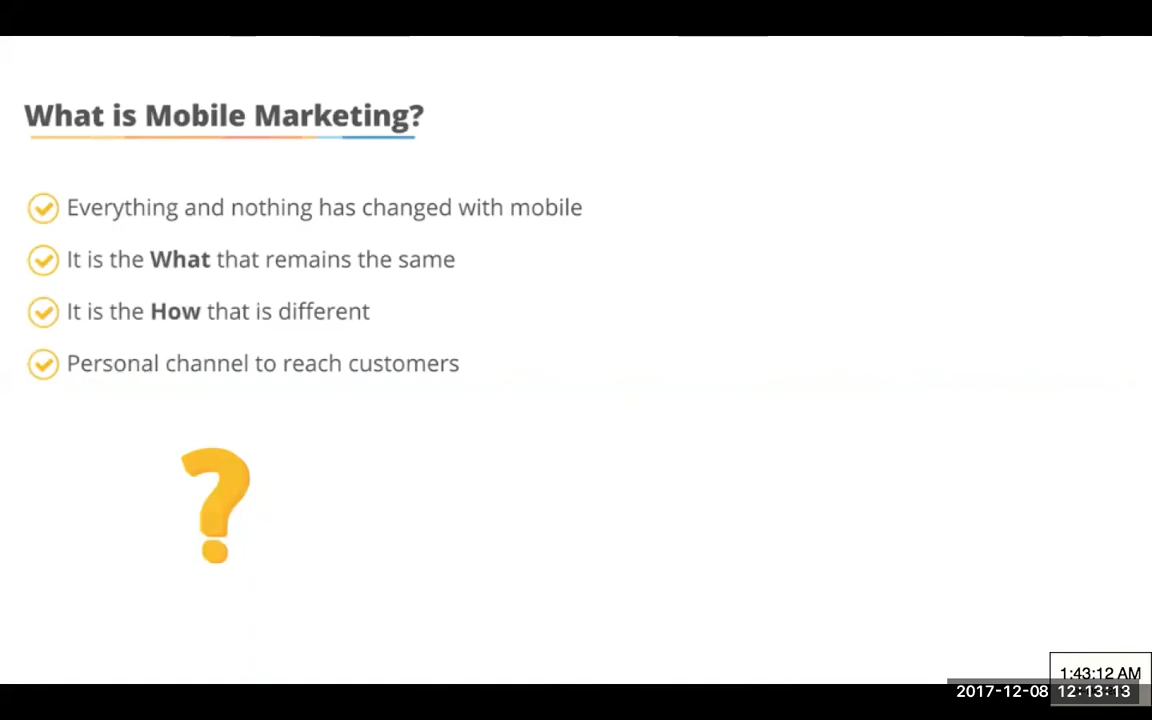 What is Mobile Marketing?
Everything and nothing has changed with mobile
It is the What that remains the same
It is the How that is different
Personal channel to reach customers
?
1:43:12 AM
2017-12-08 12:13:13